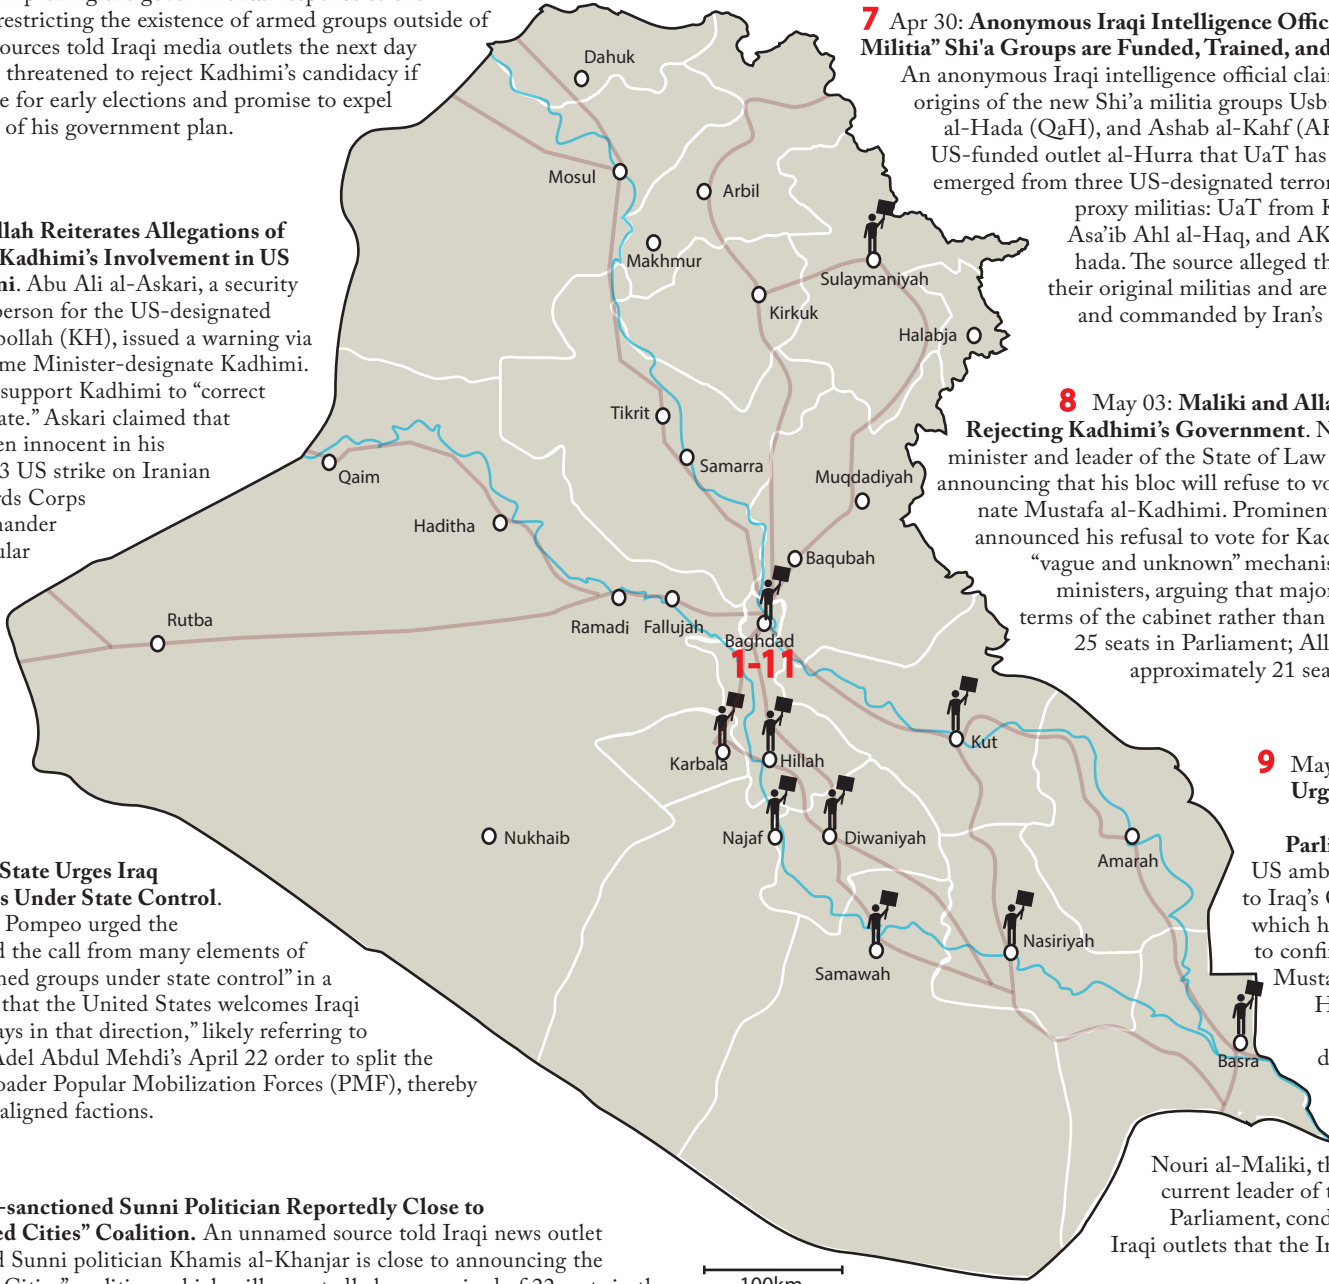 restricting the existence of armed groups outside of
ources told Iraqi media outlets the next day
threatened to reject Kadhimi’s candidacy if
e for early elections and promise to expel
of his government plan.
llah Reiterates Allegations of
Kadhimi’s Involvement in US
ni. Abu Ali al-Askari, a security
person for the US-designated
bollah (KH), issued a warning via
me Minister-designate Kadhimi.
support Kadhimi to “correct
ate.” Askari claimed that
en innocent in his
3 US strike on Iranian
rds Corps
mander
ular
State Urges Iraq
s Under State Control.
Pompeo urged the
d the call from many elements of
med groups under state control” in a
that the United States welcomes Iraqi
ays in that direction,” likely referring to
Adel Abdul Mehdi’s April 22 order to split the
oader Popular Mobilization Forces (PMF), thereby
aligned factions.
-sanctioned Sunni Politician Reportedly Close to
ed Cities” Coalition. An unnamed source told Iraqi news outlet
d Sunni politician Khamis al-Khanjar is close to announcing the
Dahuk
Mosul
Arbil
Makhmur
Sulaymaniyah
Kirkuk
Halabja
Tikrit
Samarra
Qaim
Muqdadiyah
Haditha
Baqubah
Rutba
Ramadi
Fallujah
Baghdad
1-11
Kut
Karbala
Hillah
Nukhaib
Najaf
Diwaniyah
Amarah
Nasiriyah
Samawah
Basra
100km
7 Apr 30: Anonymous Iraqi Intelligence Offic
Militia” Shi'a Groups are Funded, Trained, and
An anonymous Iraqi intelligence official clai
origins of the new Shi’a militia groups Usb
al-Hada (QaH), and Ashab al-Kahf (AH
US-funded outlet al-Hurra that UaT has
emerged from three US-designated terror
proxy militias: UaT from K
Asa’ib Ahl al-Haq, and AK
hada. The source alleged th
their original militias and are
and commanded by Iran’s
8 May 03: Maliki and Alla
Rejecting Kadhimi’s Government. N
minister and leader of the State of Law
announcing that his bloc will refuse to vo
nate Mustafa al-Kadhimi. Prominent
announced his refusal to vote for Kad
“vague and unknown” mechanis
ministers, arguing that major
terms of the cabinet rather than
25 seats in Parliament; All
approximately 21 sea
9 May
Urg
Parli
US amb
to Iraq’s C
which h
to confi
Musta
H
d
Nouri al-Maliki, th
current leader of t
Parliament, cond
Iraqi outlets that the Ir